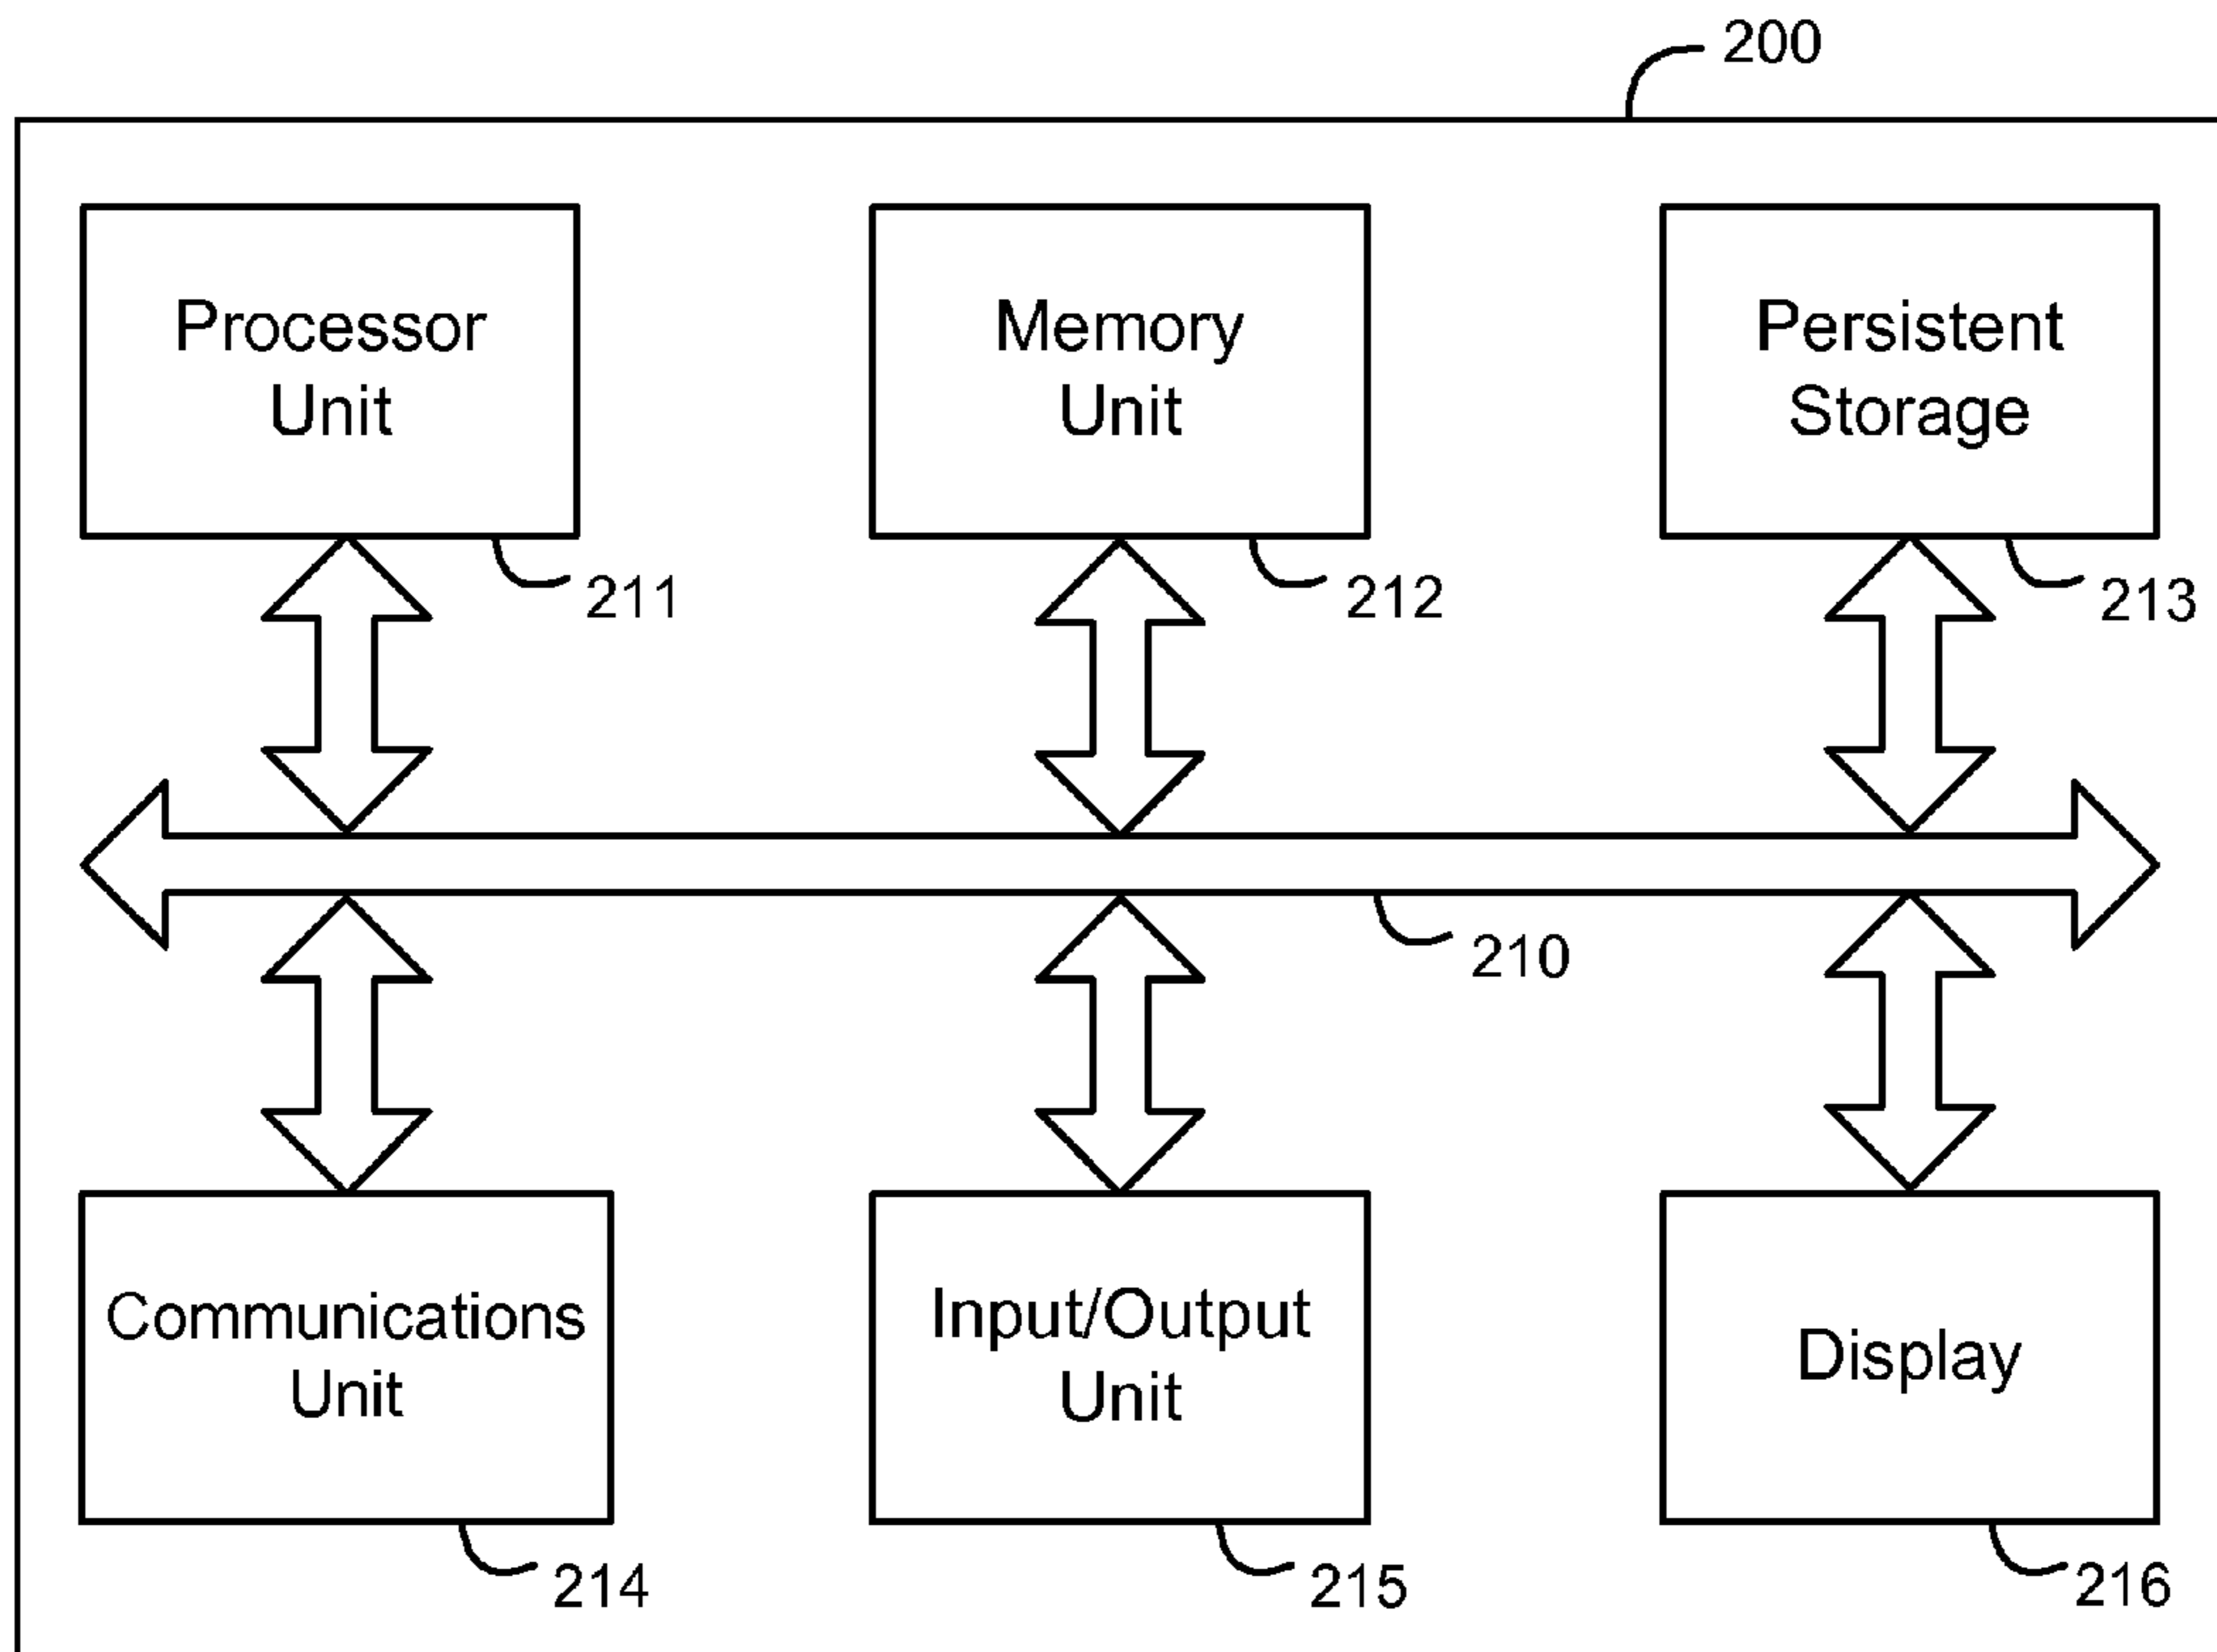 200
Processor
Unit
Memory
Unit
Persistent
Storage
211
212
213
210
Communications
Unit
Input/Output
Unit
Display
214
215
216